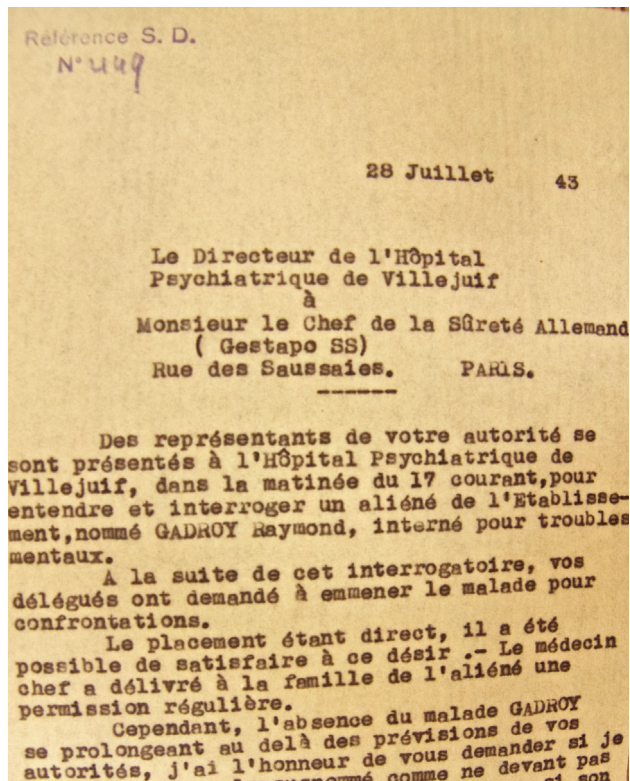 Référence S. D.
N° 449
28 Juillet 43
Le Directeur de l'Hôpital
Psychiatrique de Villejuif
à
Monsieur le Chef de la Sûreté Allemand
( Gestapo SS)
Rue des Saussaies. PARIS.
Des représentants de votre autorité se
sont présentés à l'Hôpital Psychiatrique de
Villejuif, dans la matinée du 17 courant,pour
entendre et interroger un aliéné de l'Etablisse-
ment,nommé GADROY Raymond, interné pour troubles
mentaux.
A la suite de cet interrogatoire, vos
délégués ont demandé à emmener le malade pour
confrontations.
Le placement étant direct, il a été
possible de satisfaire à ce désir .- Le médecin
chef a délivré à la famille de l'aliéné une
permission régulière.
Cependant, l'absence du malade GADROY
se prolongeant au delà des prévisions de vos
autorités, j'ai l'honneur de vous demander si je
comme ne devant pas
si son